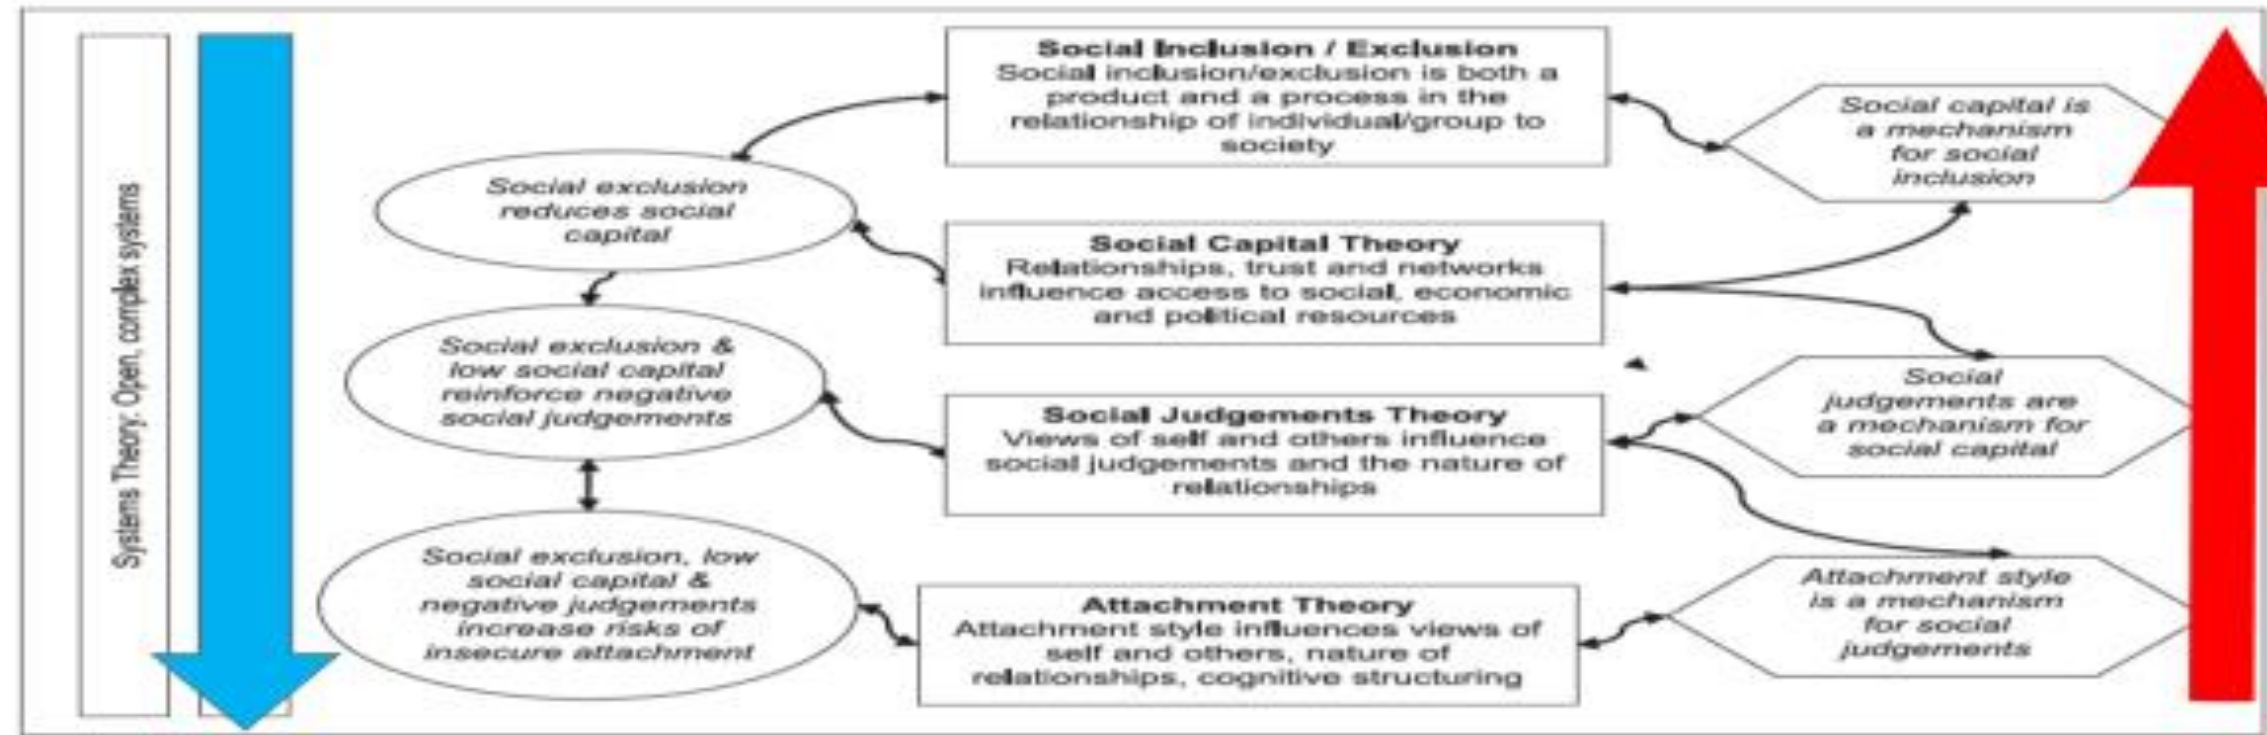 Systems Theory: Open, complex systems
Social Inclusion / Exclusion
Social inclusion/exclusion is both a
product and a process in the
relationship of individual/group to
society
Social capital is
a mechanism
for social
inclusion
Social exclusion
reduces social
capital
Social Capital Theory
Relationships, trust and networks
influence access to social, economic
and political resources
Social exclusion &
low social capital
reinforce negative
social judgements
Social Judgements Theory
Views of self and others influence
social judgements and the nature of
relationships
Social
judgements are
a mechanism for
social capital
Social exclusion, low
social capital &
negative judgements
increase risks of
insecure attachment
Attachment Theory
Attachment style influences views of
self and others, nature of
relationships, cognitive structuring
Attachment style
is a mechanism
for social
judgements